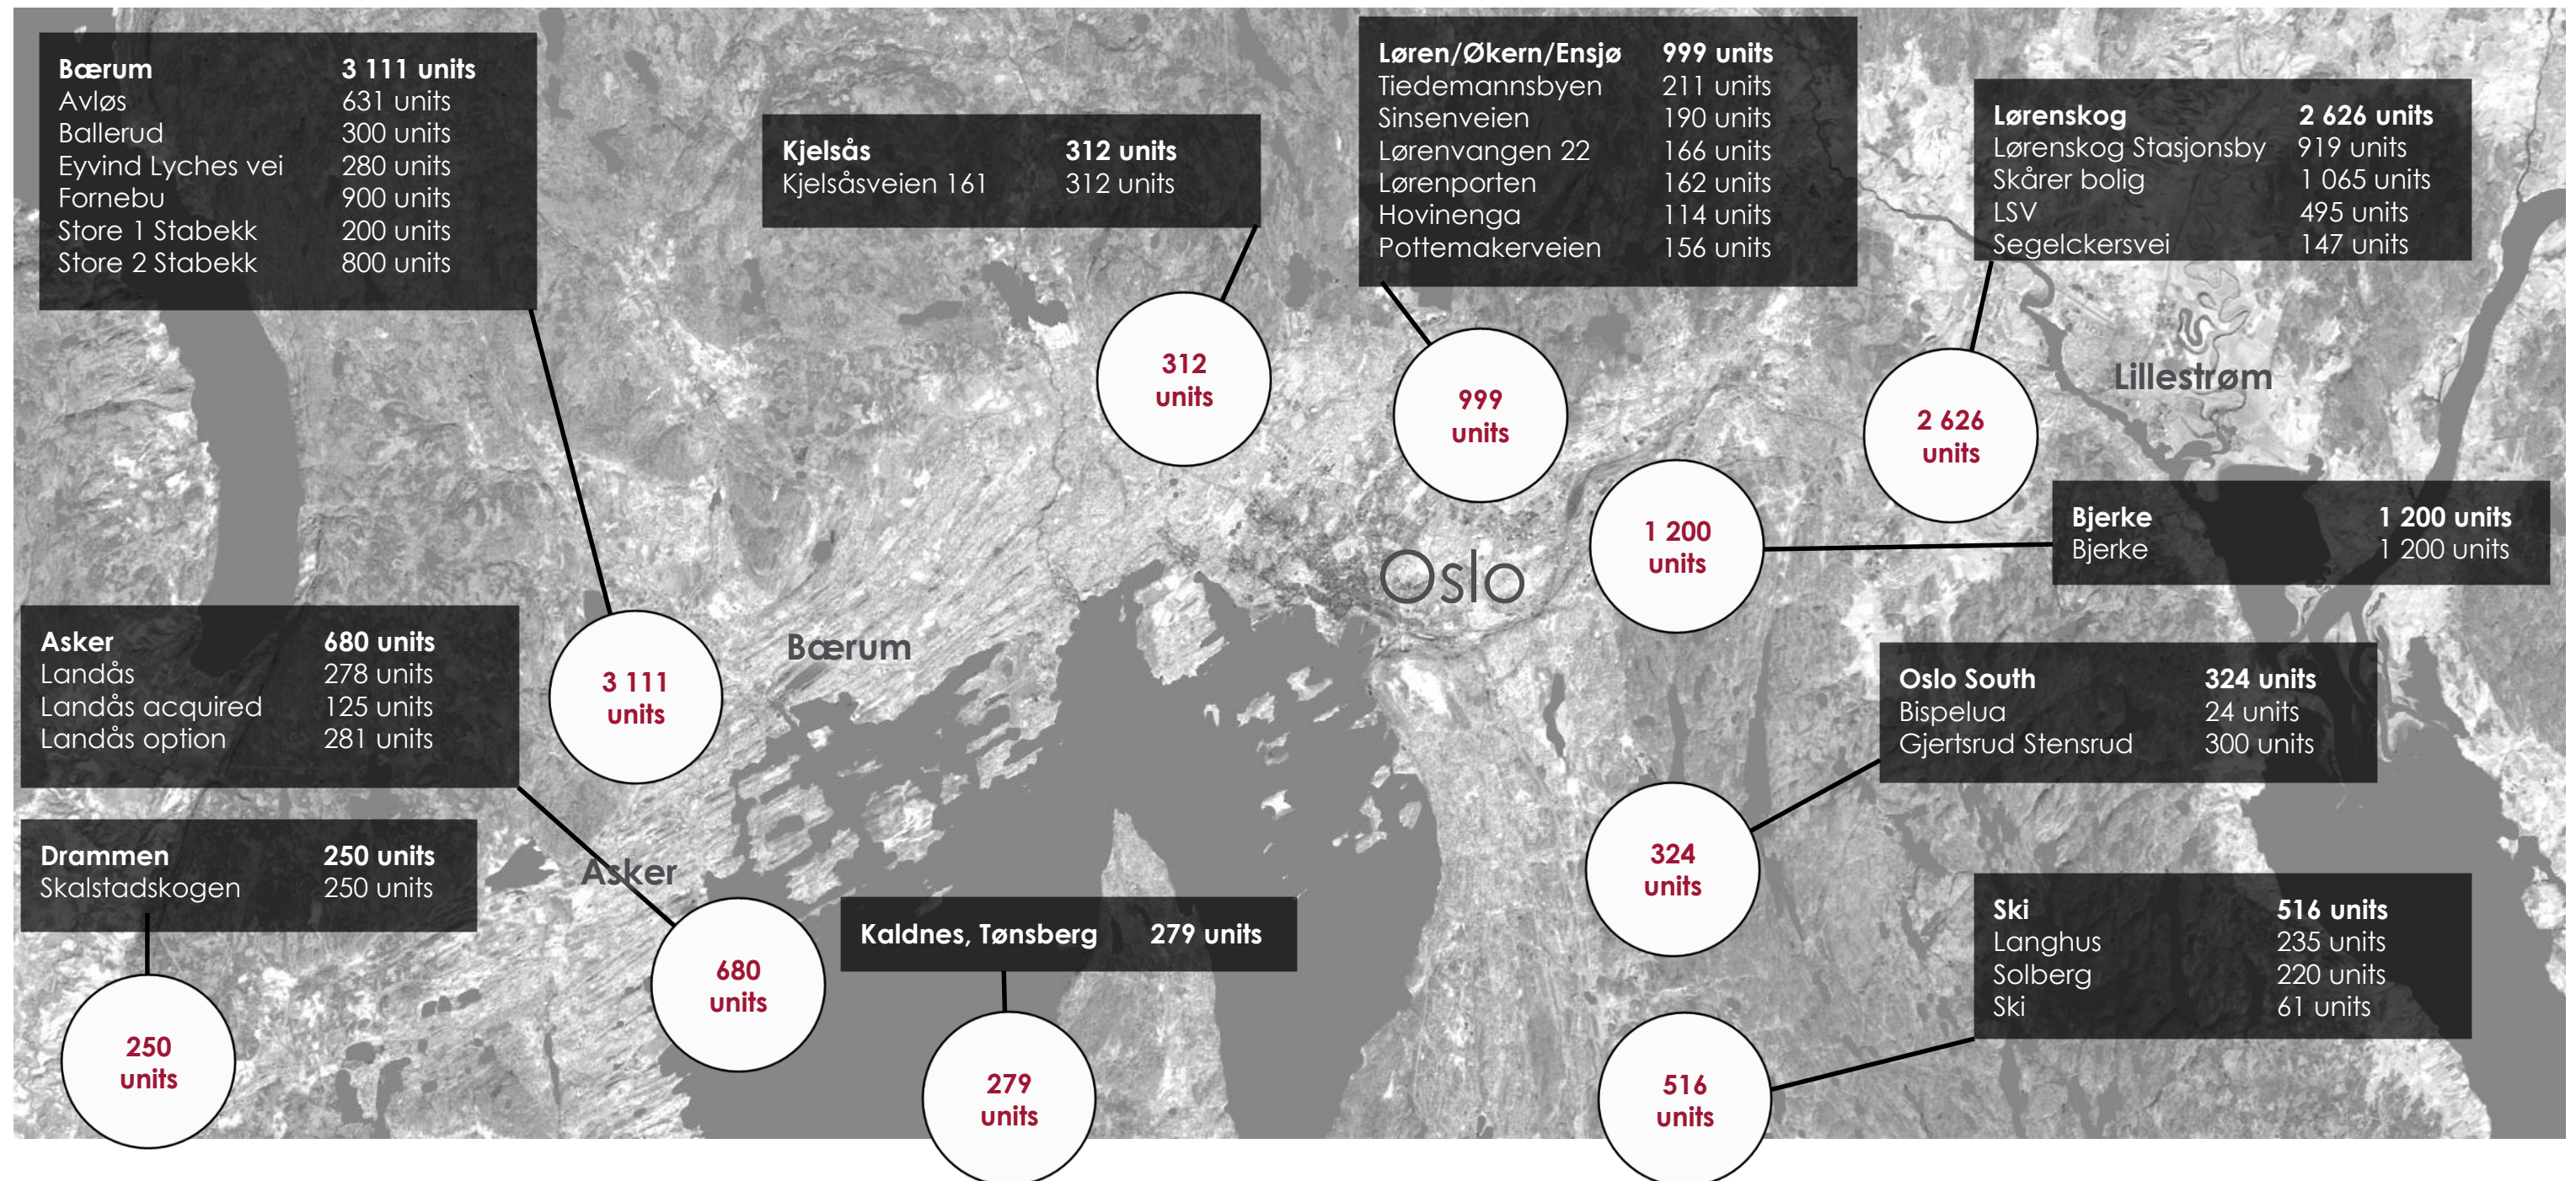 Bærum 3 111 units
Avløs 631 units
Ballerud 300 units
Eyvind Lyches vei 280 units
Fornebu 900 units
Store 1 Stabekk 200 units
Store 2 Stabekk 800 units
Kjelsås 312 units
Kjelsåsveien 161 312 units
Løren/Økern/Ensjø 999 units
Tiedemannsbyen 211 units
Sinsenveien 190 units
Lørenvangen 22 166 units
Lørenporten 162 units
Hovinenga 114 units
Pottemakerveien 156 units
Lørenskog 2 626 units
Lørenskog Stasjonsby 919 units
Skårer bolig 1 065 units
LSV 495 units
Segelckersvei 147 units
312
units
999
units
2 626
units
Lillestrøm
1 200
units
Bjerke 1 200 units
Bjerke 1 200 units
Oslo
Bærum
Asker 680 units
Landås 278 units
Landås acquired 125 units
Landås option 281 units
3 111
units
Oslo South 324 units
Bispelua 24 units
Gjertsrud Stensrud 300 units
Drammen 250 units
Skalstadskogen 250 units
Asker
324
units
Kaldnes, Tønsberg 279 units
Ski 516 units
Langhus 235 units
Solberg 220 units
Ski 61 units
680
units
250
units
279
units
516
units